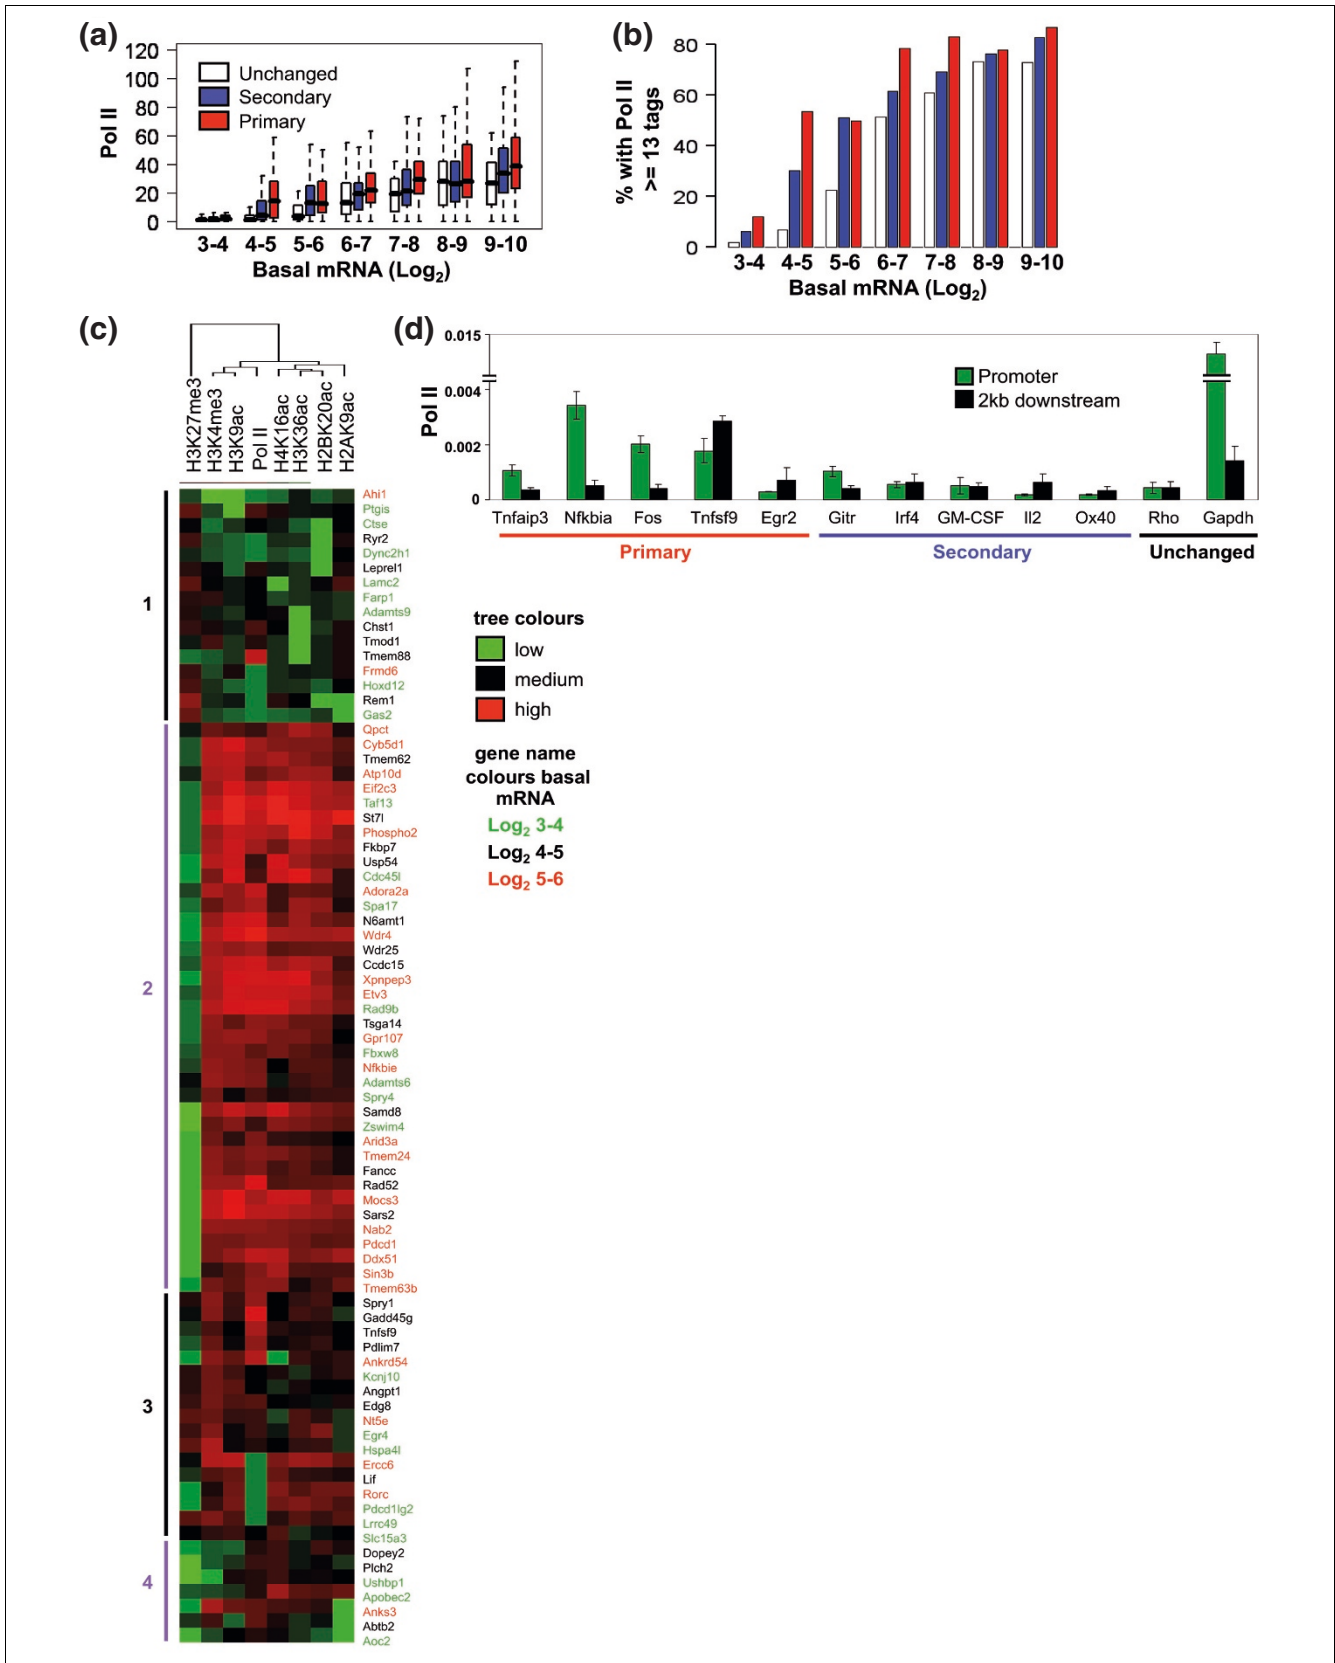 (a)
Pol II
120
100
80
60
40
20
0
Unchanged
Secondary
Primary
3-4 4-5 5-6 6-7 7-8 8-9 9-10
Basal mRNA (Log2)
(b)
% with Pol II
>= 13 tags
80
60
40
20
0
3-4 4-5 5-6 6-7 7-8 8-9 9-10
Basal mRNA (Log2)
(c)
H3K27me3
H3K4me3
H3K9ac
Pol II
H4K16ac
H3K36ac
H2BK20ac
H2AK9ac
1
2
3
4
Ahi1
Ptgis
Ctse
Ryr2
Dync2h1
Leprel1
Lamc2
Farp1
Adamts9
Chst1
Tmod1
Tmem88
Frmd6
Hoxd12
Rem1
Gas2
Qpct
Cyb5d1
Tmem62
Atp10d
Eif2c3
Taf13
St7l
Phospho2
Fkbp7
Usp54
Cdc45l
Adora2a
Spa17
N6amt1
Wdr4
Wdr25
Ccdc15
Xpnpep3
Etv3
Rad9b
Tsga14
Gpr107
Fbxw8
Nfkbie
Adamts6
Spry4
Samd8
Zswim4
Arid3a
Tmem24
Fancc
Rad52
Mocs3
Sars2
Nab2
Pdcd1
Ddx51
Sin3b
Tmem63b
Spry1
Gadd45g
Tnfsf9
Pdlim7
Ankrd54
Kcnj10
Angpt1
Edg8
Nt5e
Egr4
Hspa4l
Ercc6
Lif
Rorc
Pdcd1lg2
Lrrc49
Slc15a3
Dopey2
Plch2
Ushbp1
Apobec2
Anks3
Abtb2
Aoc2
(d)
Pol II
0.015
0.004
0.002
0
Promoter
2kb downstream
Tnfaip3 Nfkbia Fos Tnfsf9 Egr2 Gitr Irf4 GM-CSF Il2 Ox40 Rho Gapdh
Primary Secondary Unchanged
tree colours
low
medium
high
gene name
colours basal
mRNA
Log2 3-4
Log2 4-5
Log2 5-6